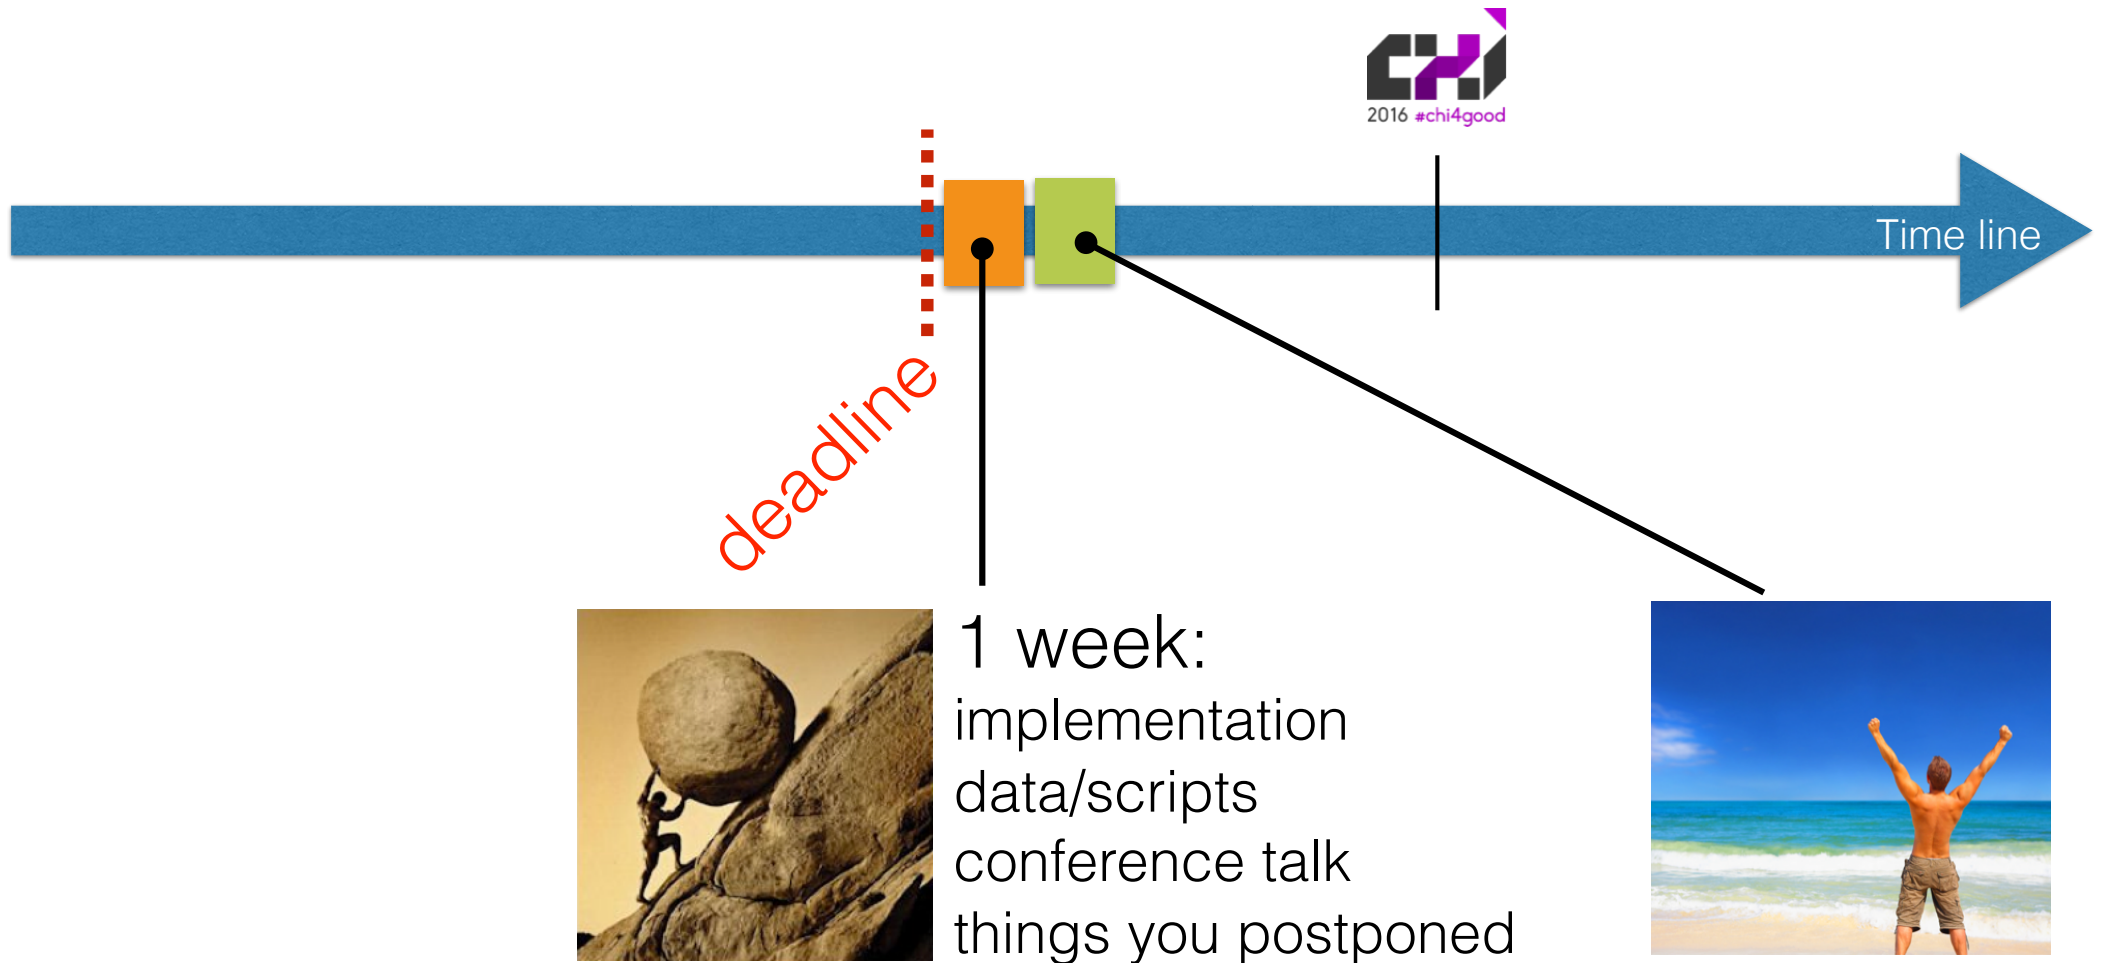 CHI
2016 #chi4good
Time line
deadline
1 week:
implementation
data/scripts
conference talk
things you postponed